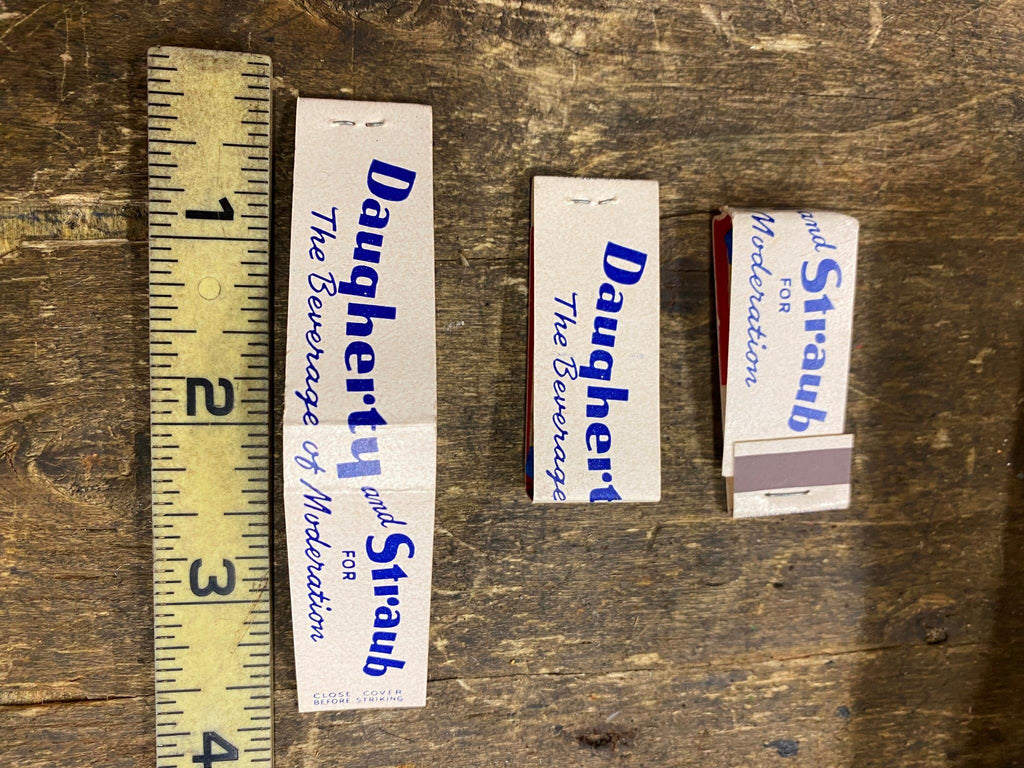 1
2
3
4
Daugherty and Straub
FOR
The Beverage of Moderation
CLOSE COVER
BEFORE STRIKING
Daughert
The Beverage
and Straub
FOR
Moderation